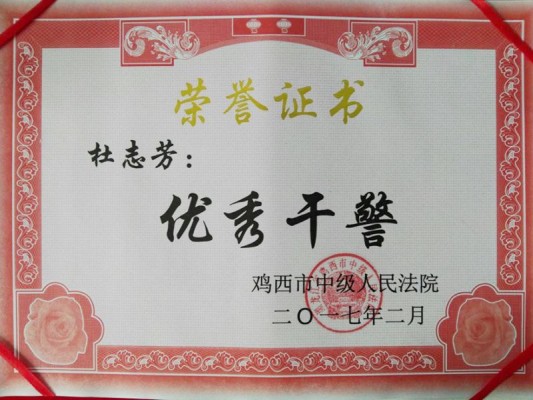 荣誉证书
杜志芳：
优秀干警
鸡西市中级人民法院
二〇一七年二月